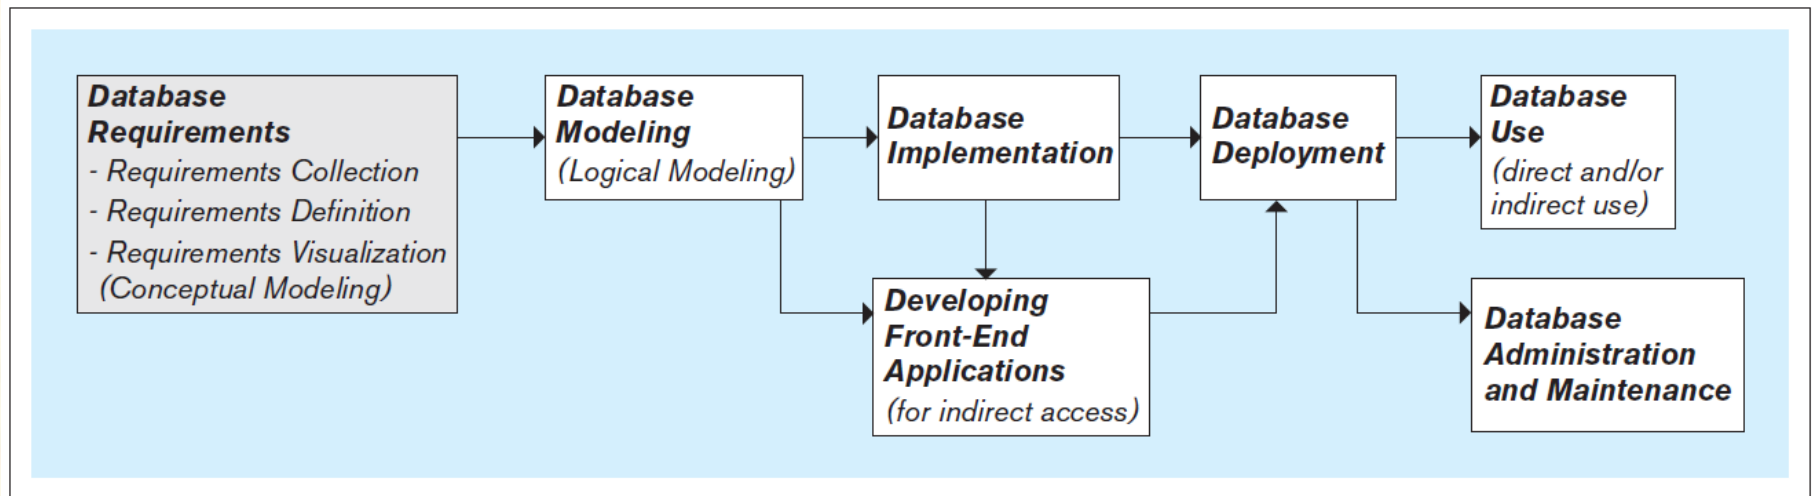 Database
Requirements
- Requirements Collection
- Requirements Definition
- Requirements Visualization
(Conceptual Modeling)
Database
Modeling
(Logical Modeling)
Database
Implementation
Database
Deployment
Database
Use
(direct and/or
indirect use)
Developing
Front-End
Applications
(for indirect access)
Database
Administration
and Maintenance